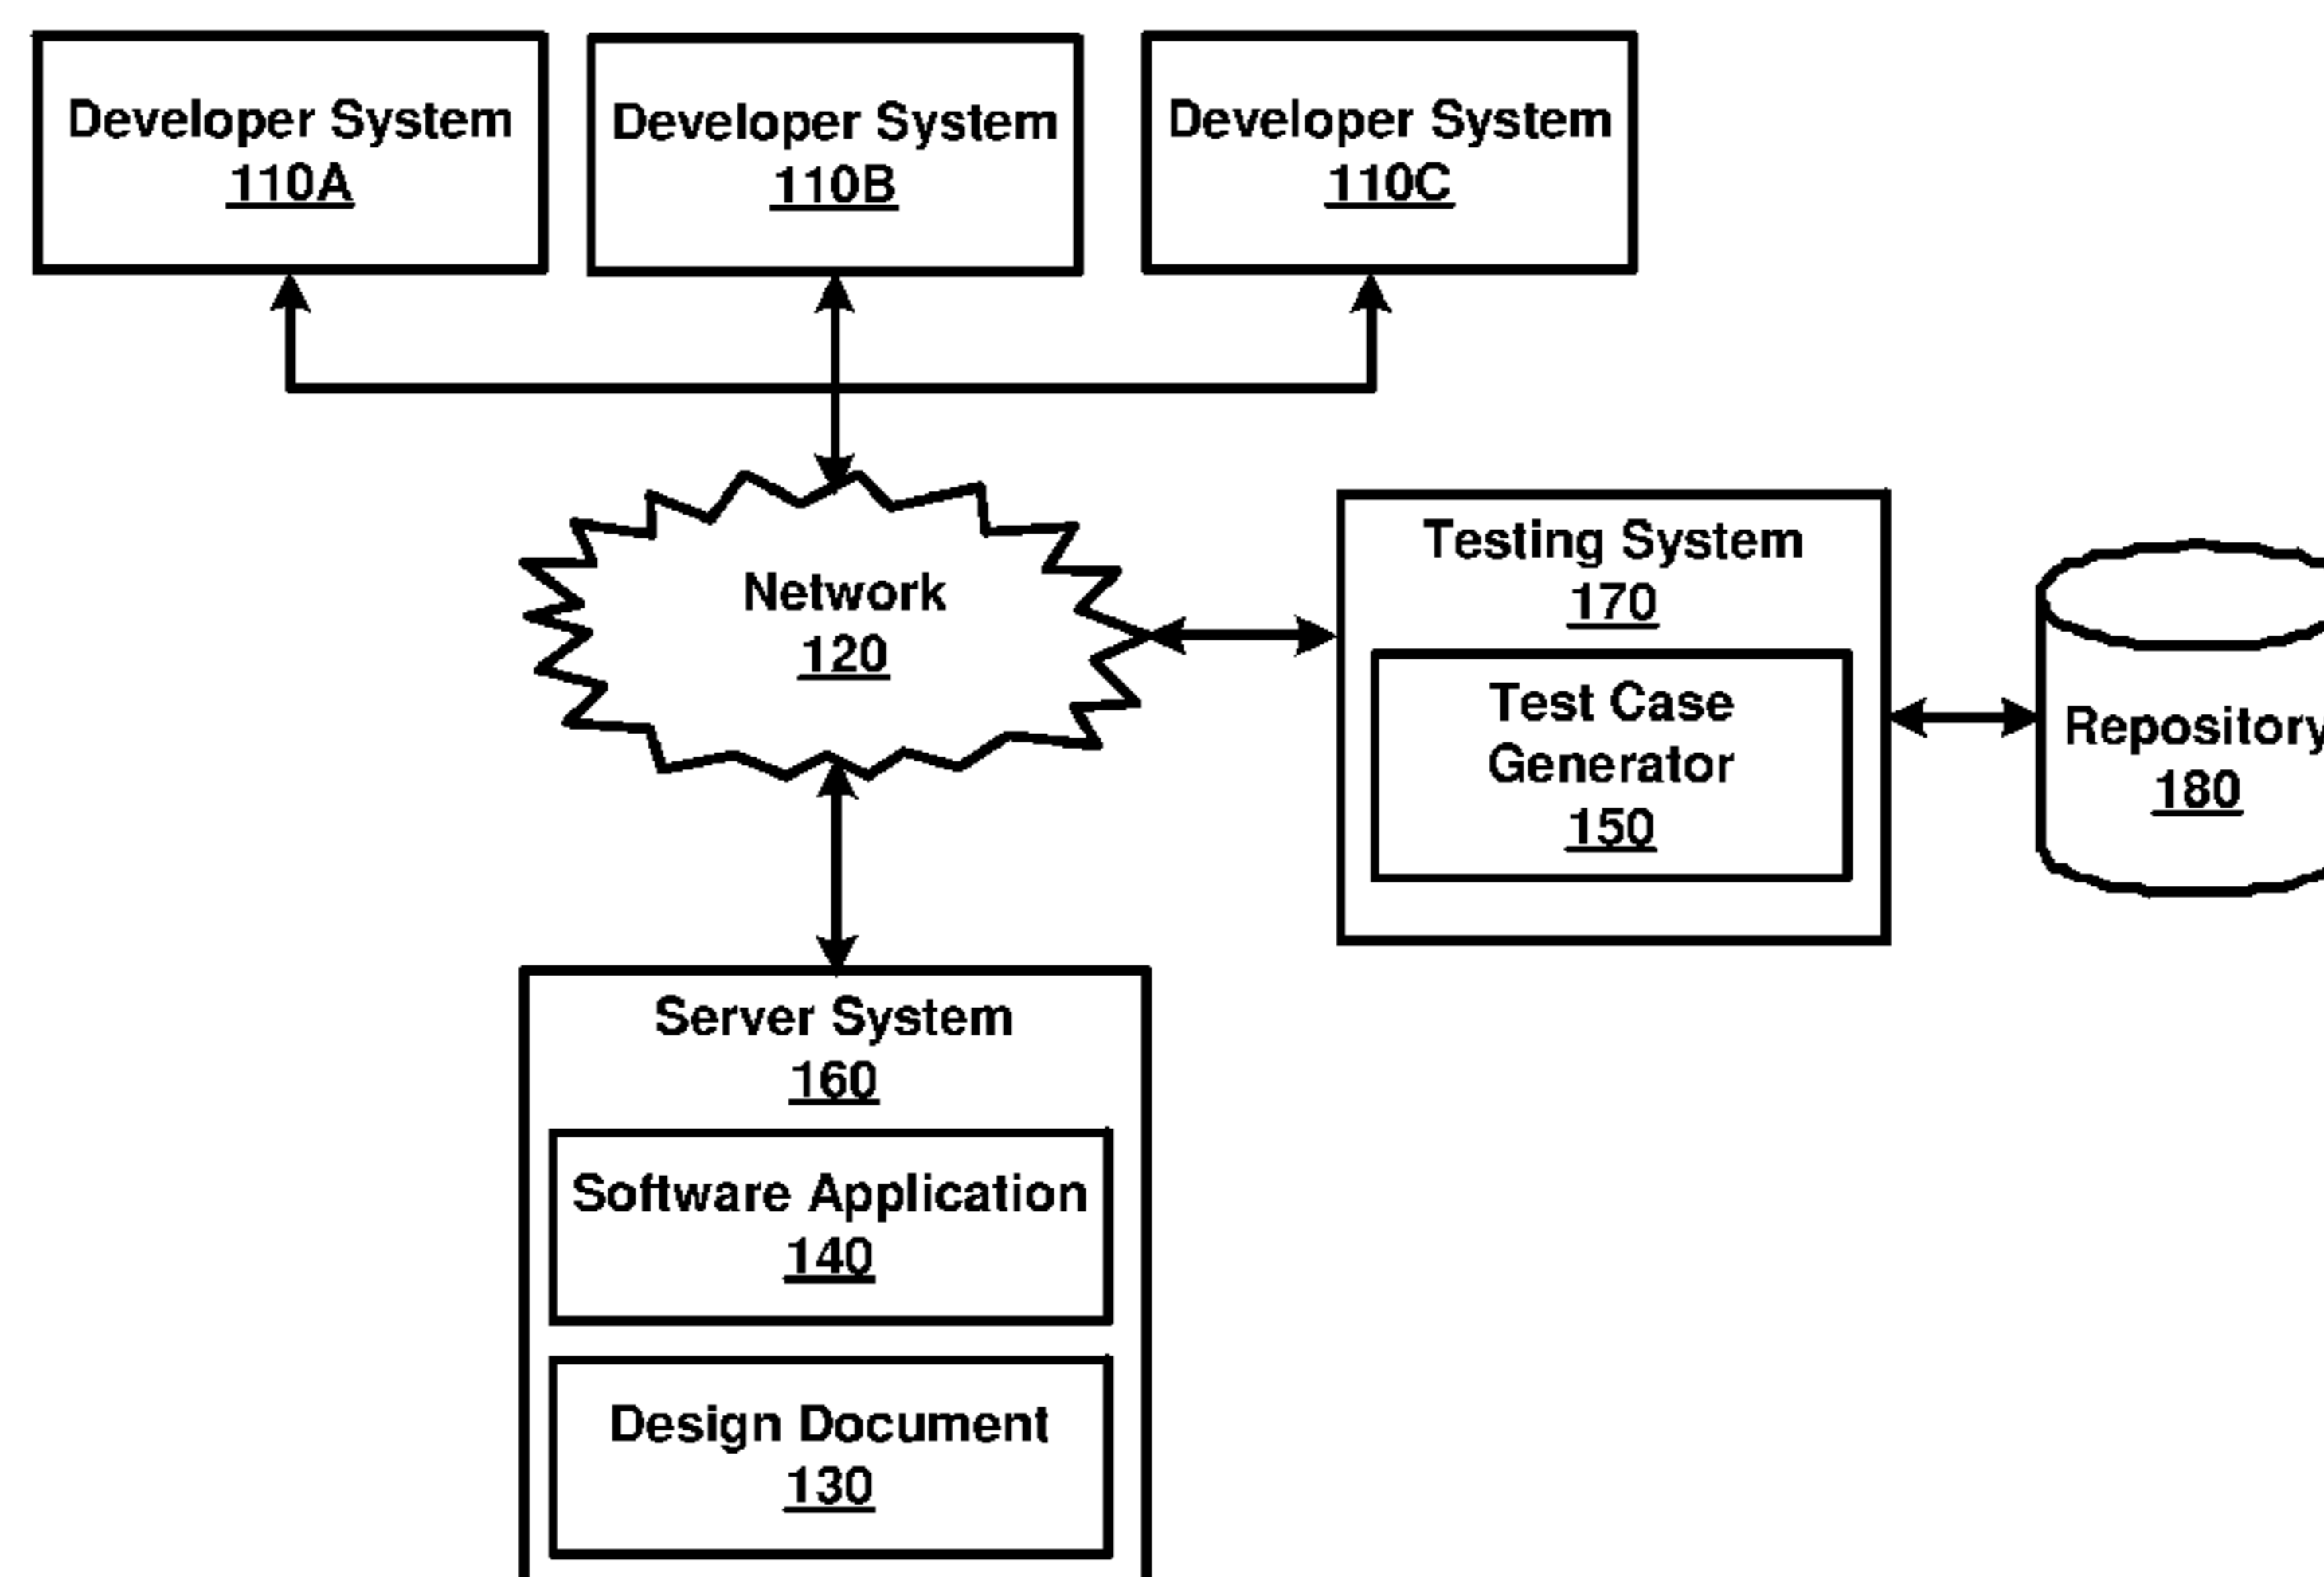 Developer System
110A
Developer System
110B
Developer System
110C
Network
120
Testing System
170
Test Case
Generator
150
Repository
180
Server System
160
Software Application
140
Design Document
130